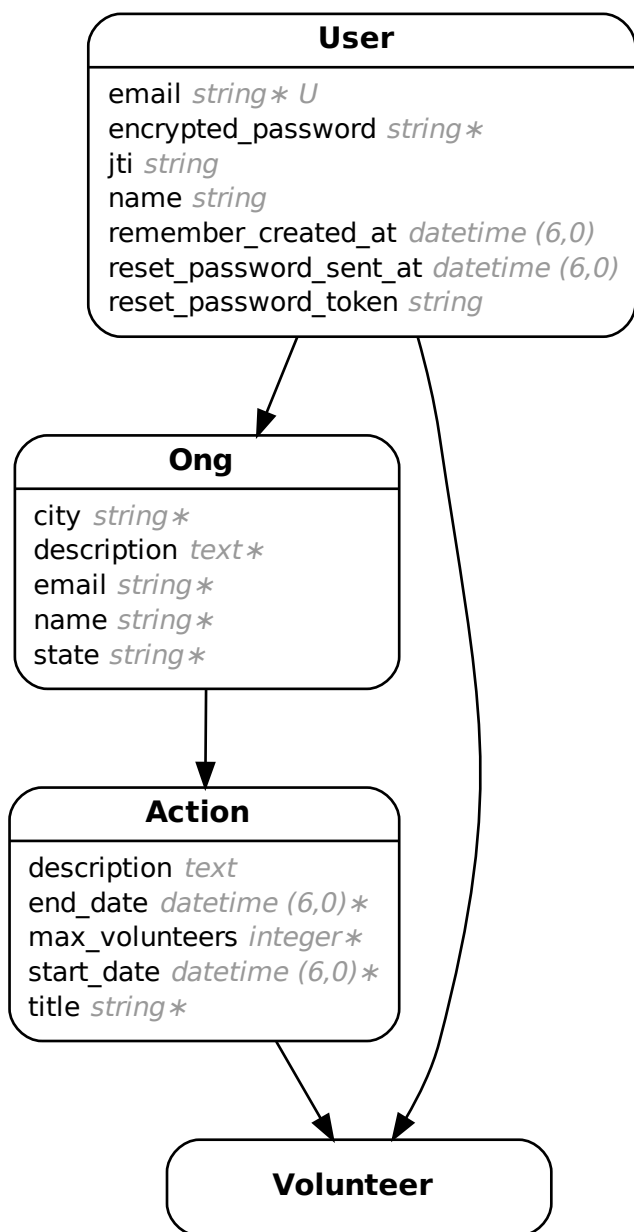 User
email string∗ U
encrypted_password string∗
jti string
name string
remember_created_at datetime (6,0)
reset_password_sent_at datetime (6,0)
reset_password_token string
Ong
city string∗
description text∗
email string∗
name string∗
state string∗
Action
description text
end_date datetime (6,0)∗
max_volunteers integer∗
start_date datetime (6,0)∗
title string∗
Volunteer